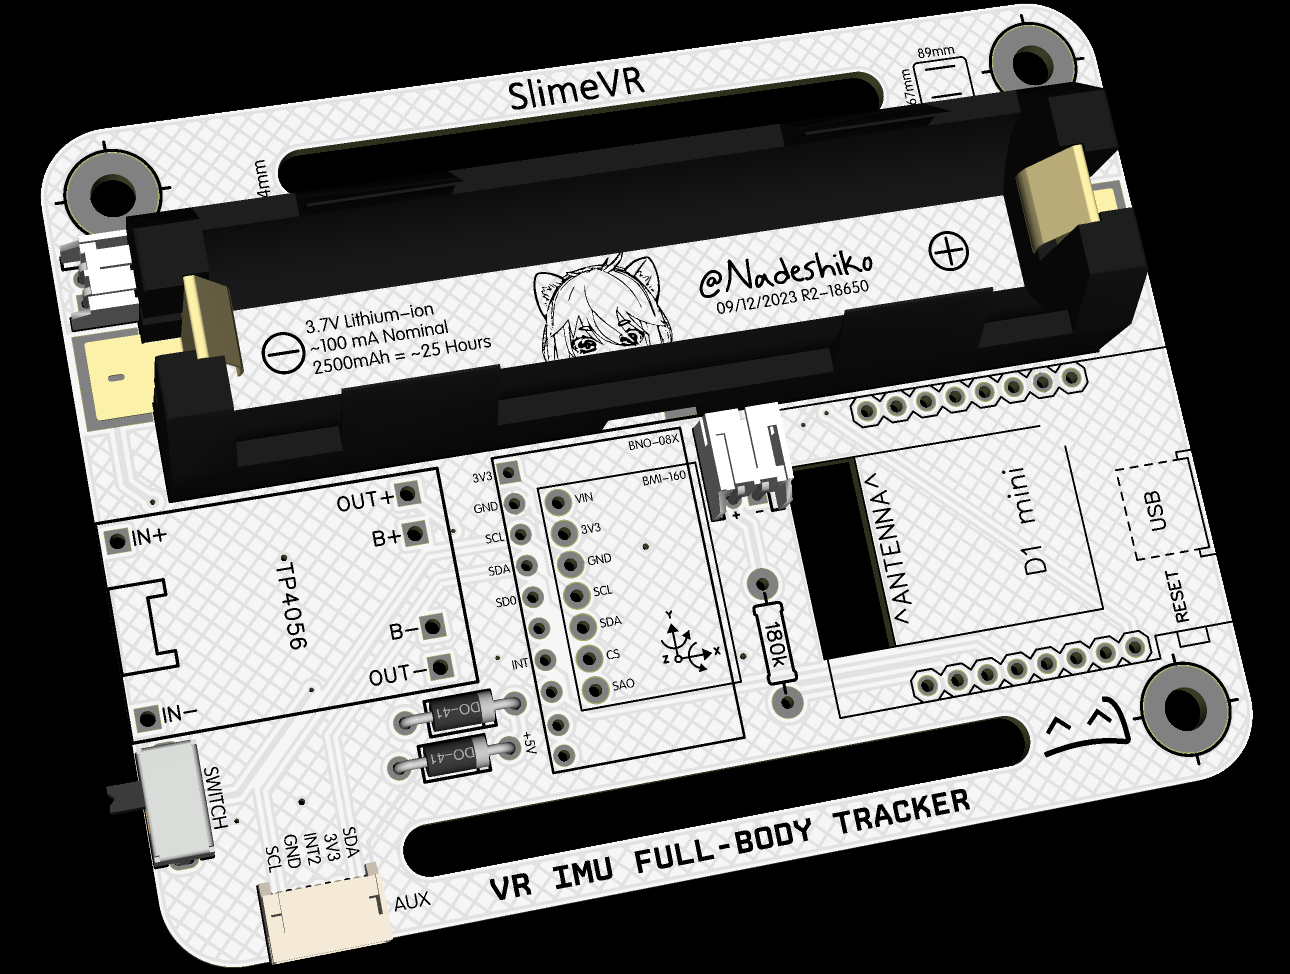 SlimeVR
89mm
67mm
4mm
3.7V Lithium-ion
~100 mA Nominal
2500mAh = ~25 Hours
@Nadeshiko
09/12/2023 R2-18650
OUT+
B+
IN+
TP4056
B-
OUT-
IN-
BNO-08X
BMI-160
3V3
GND
SCL
SDA
SD0
INT
+5V
VIN
3V3
GND
SCL
SDA
CS
SAO
Y
Z
X
+ -
180k
<ANTENNA<
D1 mini
USB
RESET
DO-41
DO-41
SWITCH
SCL
GND
INT2
3V3
SDA
AUX
VR IMU FULL-BODY TRACKER